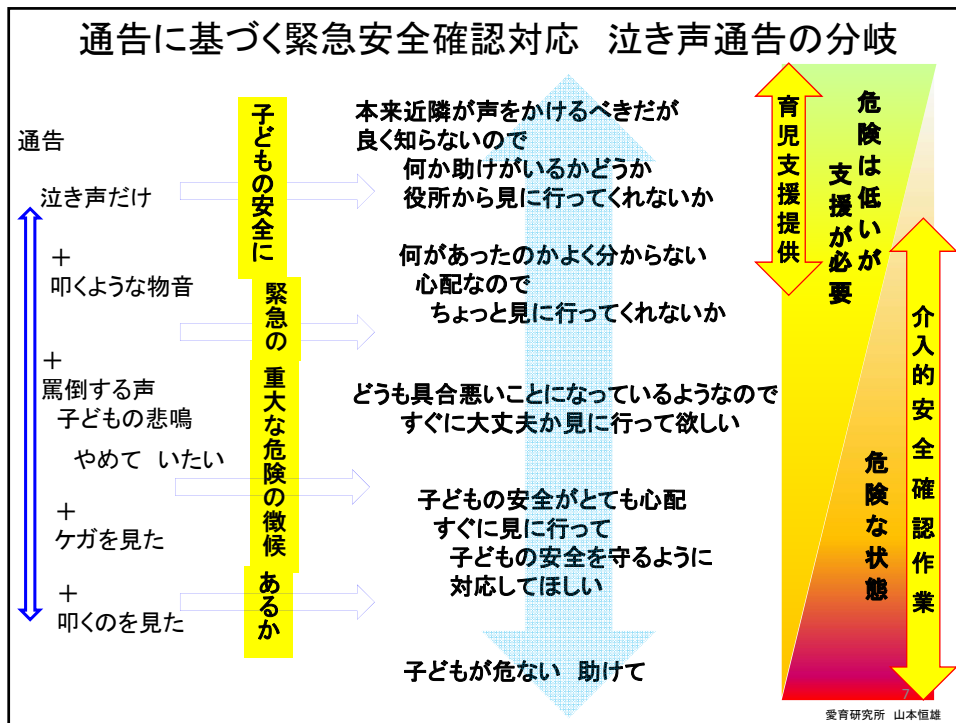 通告に基づく緊急安全確認対応　泣き声通告の分岐
通告
泣き声だけ
＋
叩くような物音
＋
罵倒する声
子どもの悲鳴
やめて　いたい
＋
ケガを見た
＋
叩くのを見た
子どもの安全に
緊急の
重大な危険の徴候
あるか
本来近隣が声をかけるべきだが
良く知らないので
何か助けがいるかどうか
役所から見に行ってくれないか
何があったのかよく分からない
心配なので
ちょっと見に行ってくれないか
どうも具合悪いことになっているようなので
すぐに大丈夫か見に行って欲しい
子どもの安全がとても心配
すぐに見に行って
子どもの安全を守るように
対応してほしい
子どもが危ない　助けて
育児支援提供
危険は低いが
支援が必要
介入的安全確認作業
危険な状態
7
愛育研究所　山本恒雄